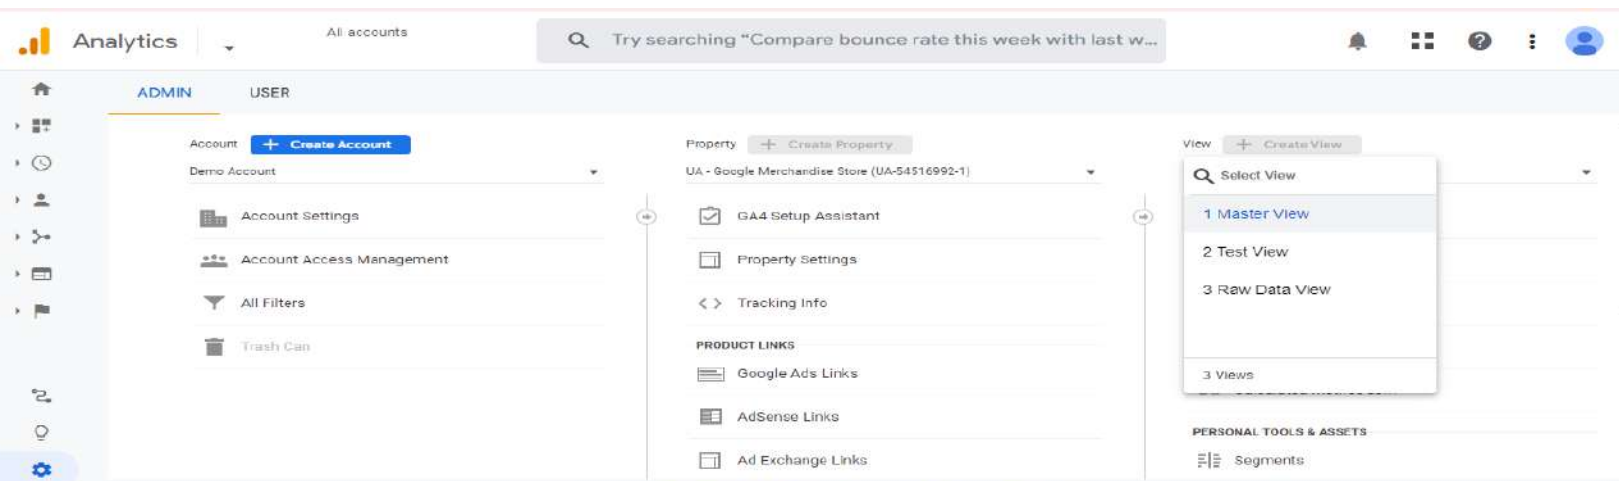 Analytics
All accounts
Try searching "Compare bounce rate this week with last w...
ADMIN
USER
Account
Create Account
Demo Account
Account Settings
Account Access Management
All Filters
Trash Can
Property
Create Property
UA - Google Merchandise Store (UA-54516992-1)
GA4 Setup Assistant
Property Settings
Tracking Info
PRODUCT LINKS
Google Ads Links
AdSense Links
Ad Exchange Links
View
Create View
Select View
1 Master View
2 Test View
3 Raw Data View
3 Views
PERSONAL TOOLS & ASSETS
Segments